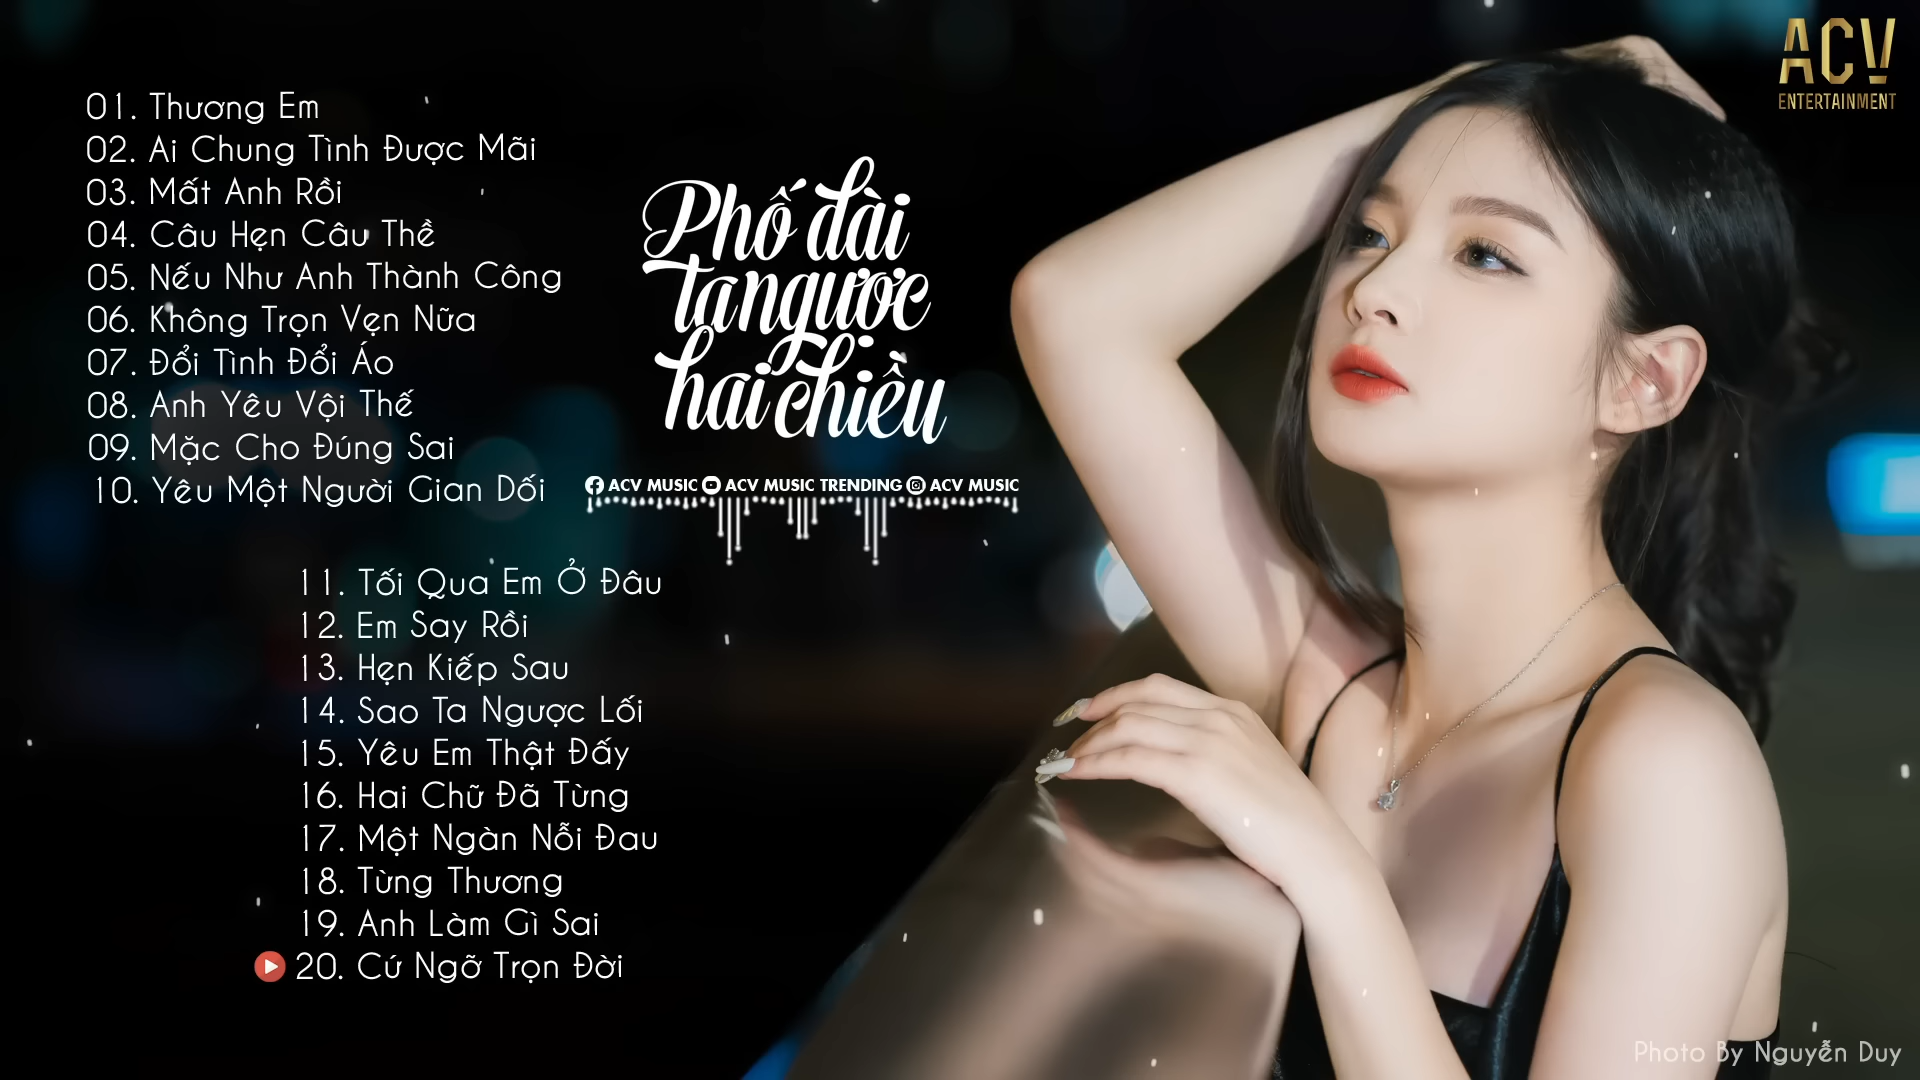 ACV
ENTERTAINMENT
01. Thương Em
02. Ai Chung Tình Được Mãi
03. Mất Anh Rồi
04. Câu Hẹn Câu Thề
05. Nếu Như Anh Thành Công
06. Không Trọn Vẹn Nữa
07. Đổi Tình Đổi Áo
08. Anh Yêu Vội Thế
09. Mặc Cho Đúng Sai
10. Yêu Một Người Gian Dối
Phố dài
ta ngược
hai chiều
ACV MUSIC ACV MUSIC TRENDING ACV MUSIC
11. Tối Qua Em Ở Đâu
12. Em Say Rồi
13. Hẹn Kiếp Sau
14. Sao Ta Ngược Lối
15. Yêu Em Thật Đấy
16. Hai Chữ Đã Từng
17. Một Ngàn Nỗi Đau
18. Từng Thương
19. Anh Làm Gì Sai
20. Cứ Ngỡ Trọn Đời
Photo By Nguyễn Duy